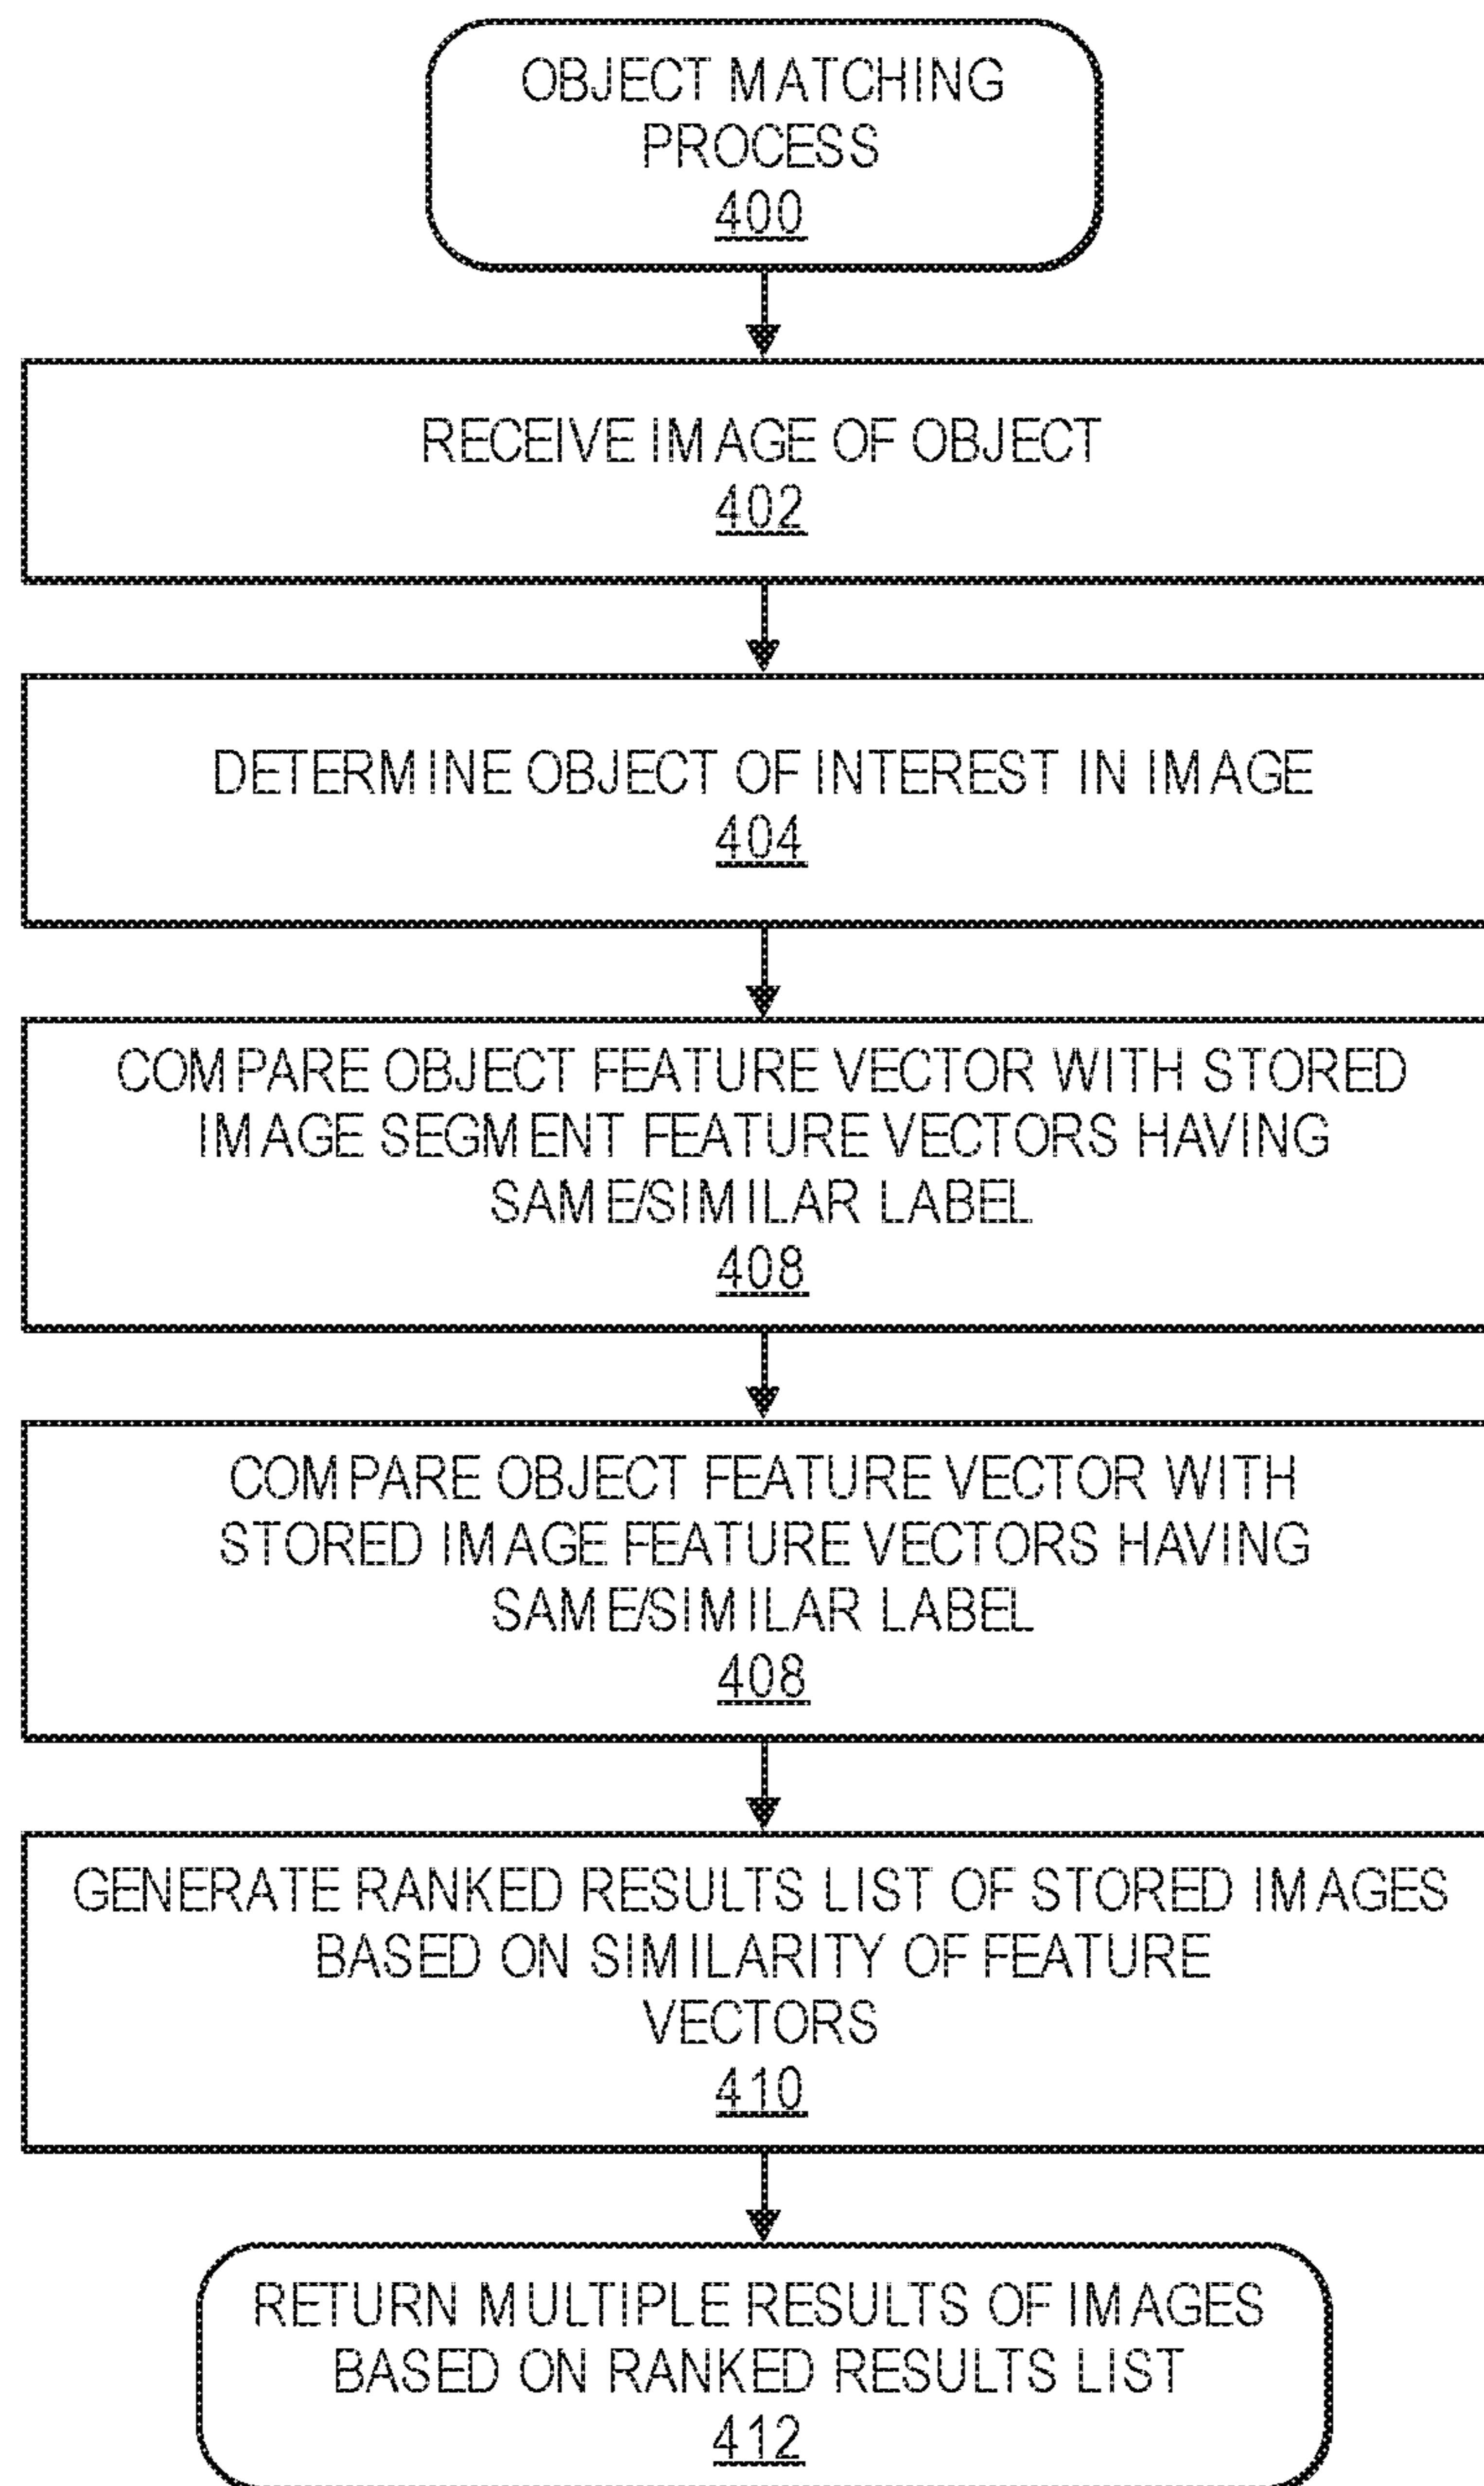 OBJECT MATCHING
PROCESS
400
RECEIVE IMAGE OF OBJECT
402
DETERMINE OBJECT OF INTEREST IN IMAGE
404
COMPARE OBJECT FEATURE VECTOR WITH STORED
IMAGE SEGMENT FEATURE VECTORS HAVING
SAME/SIMILAR LABEL
408
COMPARE OBJECT FEATURE VECTOR WITH
STORED IMAGE FEATURE VECTORS HAVING
SAME/SIMILAR LABEL
408
GENERATE RANKED RESULTS LIST OF STORED IMAGES
BASED ON SIMILARITY OF FEATURE
VECTORS
410
RETURN MULTIPLE RESULTS OF IMAGES
BASED ON RANKED RESULTS LIST
412